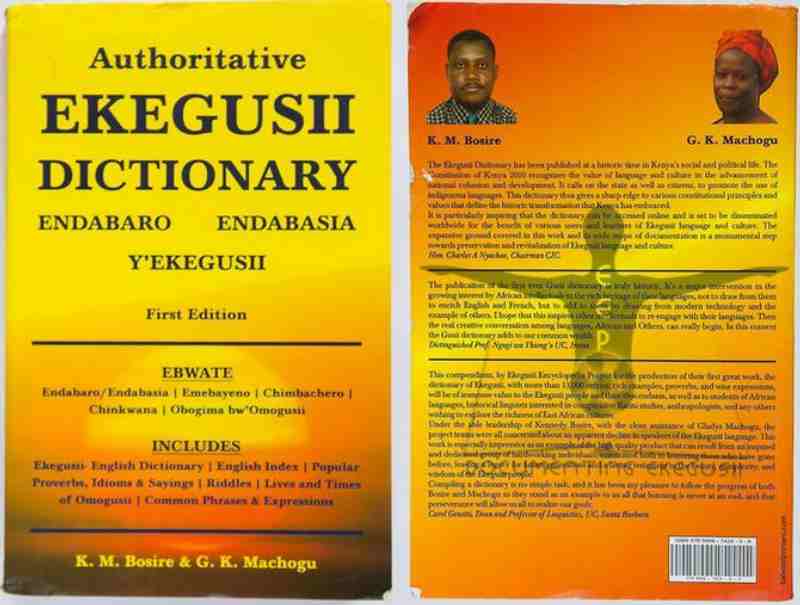 Authoritative
EKEGUSII
DICTIONARY
ENDABARO ENDABASIA
Y'EKEGUSII
First Edition
EBWATE
Endabaro/Endabasia | Emebayeno | Chimbachero |
Chinkwana | Obogima bw'Omogusii
INCLUDES
Ekegusii- English Dictionary | English Index | Popular
Proverbs, Idioms & Sayings | Riddles | Lives and Times
of Omogusii | Common Phrases & Expressions
K. M. Bosire & G. K. Machogu
K. M. Bosire
G. K. Machogu
The Ekegusii Dictionary has been published at a historic time in Kenya's social and political life. The
Constitution of Kenya 2010 recognizes the value of language and culture in the advancement of
national cohesion and development. It calls on the state as well as citizens, to promote the use of
indigenous languages. This dictionary thus gives a sharp edge to various constitutional principles and
values that define the historic transformation that Kenya has embraced.
It is particularly inspiring that the dictionary can be accessed online and is set to be disseminated
worldwide for the benefit of various users and learners of Ekegusii language and culture. The
expansive ground covered in this work and its wide scope of documentation is a monumental step
towards preservation and revitalization of Ekegusii language and culture.
Hon. Charles A Nyachae, Chairman CIC.
The publication of the first ever Gusii dictionary is truly historic. It's a major intervention in the
growing interest by African intellectuals in the rich heritage of their languages, not to draw from them
to enrich English and French, but to add to them by drawing from modern technology and the
example of others. I hope that this inspires other intellectuals to re-engage with their languages. Then
the real creative conversation among languages, African and Others, can really begin. In this context
the Gusii dictionary adds to our common wealth.
Distinguished Prof. Ngugi wa Thiong'o UC, Irvine
This compendium, by Ekegusii Encyclopedia Project for the production of their first great work, the
dictionary of Ekegusii, with more than 13,000 entries, rich examples, proverbs, and wise expressions,
will be of immense value to the Ekegusii people and their descendants, as well as to students of African
languages, historical linguists interested in comparative Bantu studies, anthropologists, and any others
wishing to explore the richness of East African cultures.
Under the able leadership of Kennedy Bosire, with the close assistance of Gladys Machogu, the
project teams were all concerned about an apparent decline in speakers of the Ekegusii language. This
work is especially impressive as an example of the high quality product that can result from an inspired
and dedicated group of hardworking individuals
wisdom of the Ekegusii people.
Compiling a dictionary is no simple task, and it has been my pleasure to follow the progress of both
Bosire and Machogu as they stand as an example to us all that learning is never at an end, and that
perseverance will allow us all to realize our goals.
Carol Genetti, Dean and Professor of Linguistics, UC, Santa Barbara
DOCUMENTING EKEGUSII